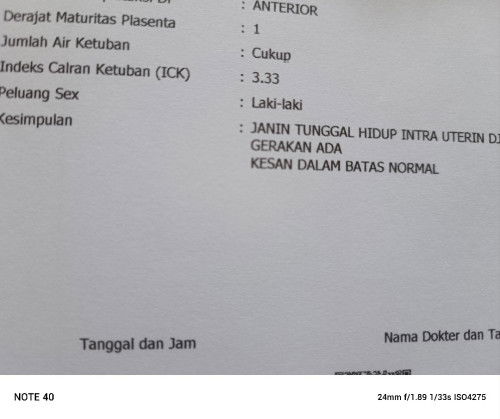 : ANTERIOR
Derajat Maturitas Plasenta : 1
Jumlah Air Ketuban : Cukup
Indeks Calran Ketuban (ICK) : 3.33
Peluang Sex : Laki-laki
Kesimpulan : JANIN TUNGGAL HIDUP INTRA UTERIN
GERAKAN ADA
KESAN DALAM BATAS NORMAL
Tanggal dan Jam
Nama Dokter dan
NOTE 40
24mm f/1.89 1/33s ISO4275